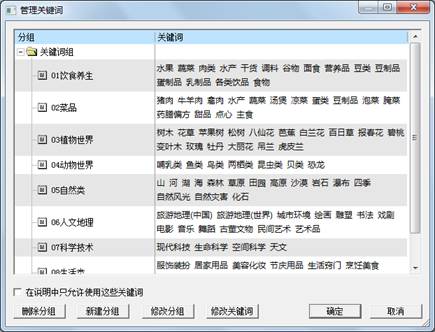 管理关键词
分组 关键词
关键词组
01饮食养生 水果 蔬菜 肉类 水产 干货 调料 谷物 面食 营养品 豆类 豆制品
蛋制品 乳制品 各类饮品 食物
02菜品 猪肉 牛羊肉 禽肉 水产 蔬菜 汤煲 凉菜 蛋类 豆制品 泡菜 腌菜
药膳偏方 甜品 点心 主食
03植物世界 树木 花草 苹果树 松树 八仙花 芭蕉 白兰花 百日草 报春花 碧桃
变叶木 玫瑰 牡丹 大丽花 吊兰 虎皮兰
04动物世界 哺乳类 鱼类 鸟类 两栖类 昆虫类 贝类 恐龙
05自然类 山 河 湖 海 森林 草原 田园 高原 沙漠 岩石 瀑布 四季
自然风光 自然灾害 化石
06人文地理 旅游地理(中国) 旅游地理(世界) 城市环境 绘画 雕塑 书法 戏剧
电影 音乐 舞蹈 古董文物 民间艺术 艺术品
07科学技术 现代科技 生命科学 空间科学 天文
服饰装扮 居家用品 美容化妆 节庆用品 生活窍门 烹饪美食
在说明中只允许使用这些关键词
删除分组 新建分组 修改分组 修改关键词 确定 取消